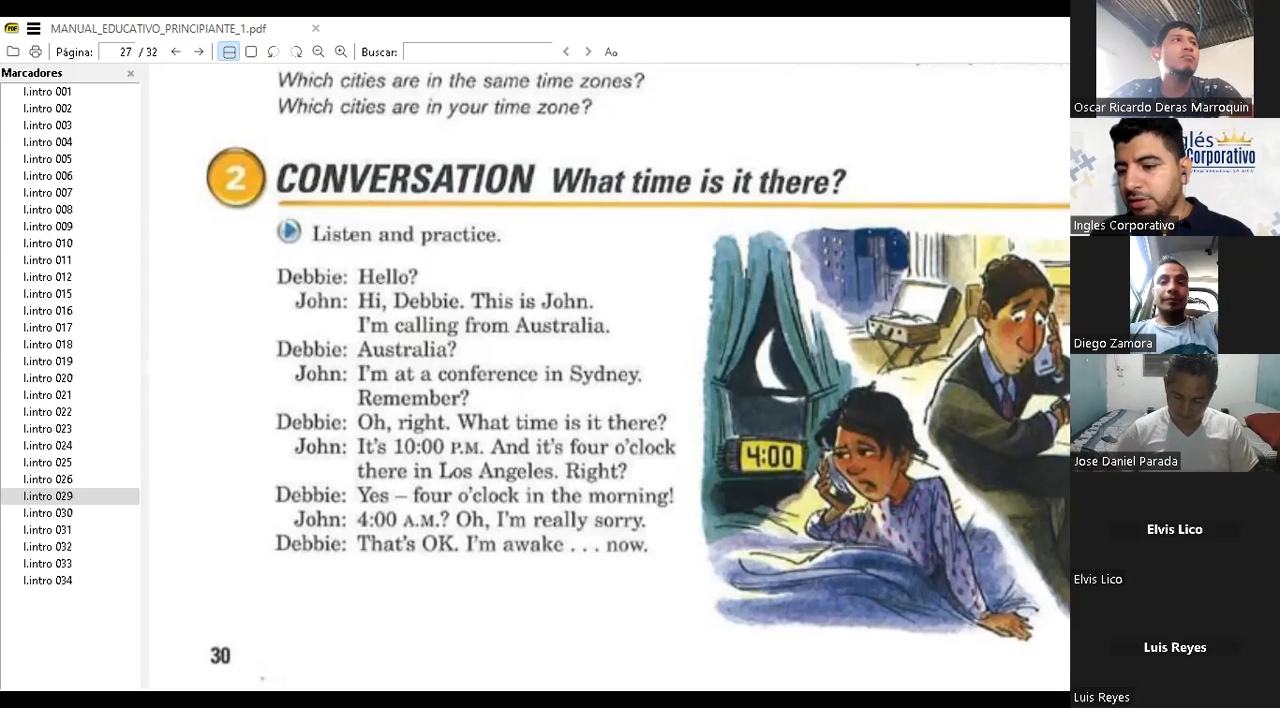 MANUAL_EDUCATIVO_PRINCIPIANTE_1.pdf
Página: 27 / 32
Buscar:
Aa
Marcadores
I.intro 001
I.intro 002
I.intro 003
I.intro 004
I.intro 005
I.intro 006
I.intro 007
I.intro 008
I.intro 009
I.intro 010
I.intro 011
I.intro 012
I.intro 015
I.intro 016
I.intro 017
I.intro 018
I.intro 019
I.intro 020
I.intro 021
I.intro 022
I.intro 023
I.intro 024
I.intro 025
I.intro 026
I.intro 029
I.intro 030
I.intro 031
I.intro 032
I.intro 033
I.intro 034
Which cities are in the same time zones?
Which cities are in your time zone?
2 CONVERSATION What time is it there?
Listen and practice.
Debbie: Hello?
John: Hi, Debbie. This is John.
I'm calling from Australia.
Debbie: Australia?
John: I'm at a conference in Sydney.
Remember?
Debbie: Oh, right. What time is it there?
John: It's 10:00 P.M. And it's four o'clock
there in Los Angeles. Right?
Debbie: Yes – four o'clock in the morning!
John: 4:00 A.M.? Oh, I'm really sorry.
Debbie: That's OK. I'm awake . . . now.
4:00
30
Oscar Ricardo Deras Marroquin
glés
Corporativo
Ingles Corporativo
Diego Zamora
Jose Daniel Parada
Elvis Lico
Elvis Lico
Luis Reyes
Luis Reyes